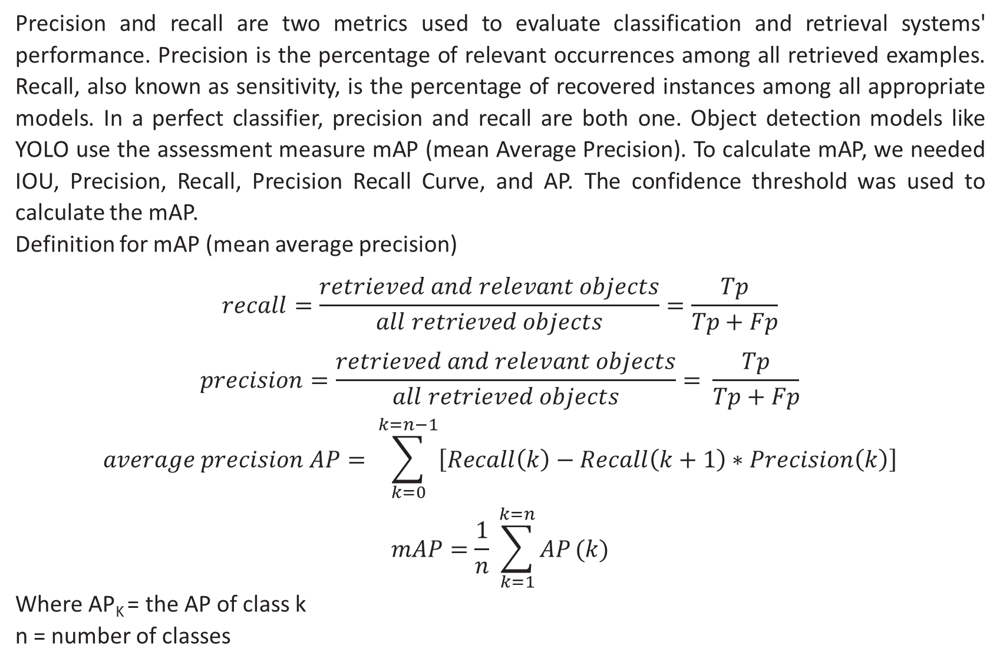 Precision and recall are two metrics used to evaluate classification and retrieval systems'
performance. Precision is the percentage of relevant occurrences among all retrieved examples.
Recall, also known as sensitivity, is the percentage of recovered instances among all appropriate
models. In a perfect classifier, precision and recall are both one. Object detection models like
YOLO use the assessment measure mAP (mean Average Precision). To calculate mAP, we needed
IOU, Precision, Recall, Precision Recall Curve, and AP. The confidence threshold was used to
calculate the mAP.
Definition for mAP (mean average precision)
recall = \frac{retrieved and relevant objects}{all retrieved objects} = \frac{Tp}{Tp + Fp}
precision = \frac{retrieved and relevant objects}{all retrieved objects} = \frac{Tp}{Tp + Fp}
average precision AP = \sum_{k=0}^{k=n-1} [Recall(k) − Recall(k + 1) * Precision(k)]
mAP = \frac{1}{n} \sum_{k=1}^{k=n} AP (k)
Where AP_K = the AP of class k
n = number of classes